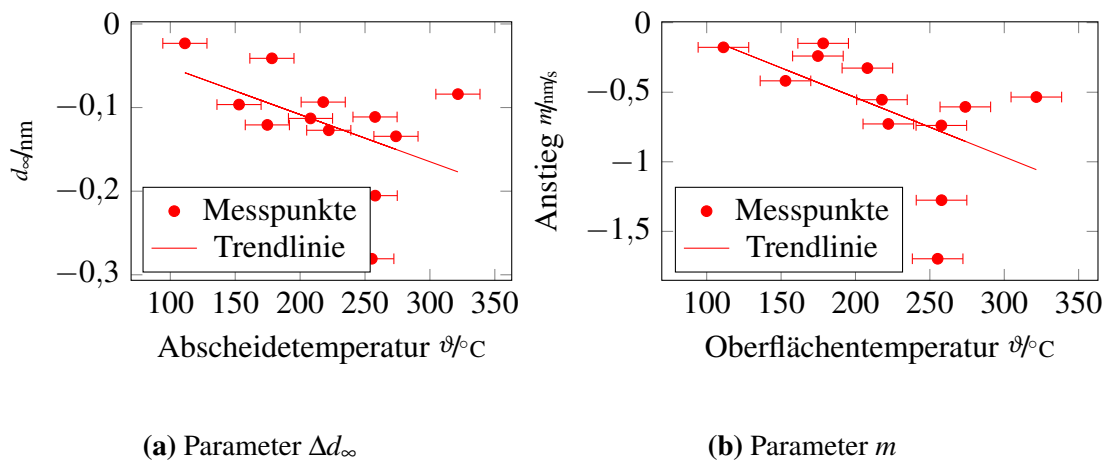 0
−0,1
−0,2
−0,3
100 150 200 250 300 350
d∞/nm
Abscheidetemperatur ϑ/°C
Messpunkte
Trendlinie
(a) Parameter Δd∞
0
−0,5
−1
−1,5
100 150 200 250 300 350
Anstieg m/nm/s
Oberflächentemperatur ϑ/°C
Messpunkte
Trendlinie
(b) Parameter m